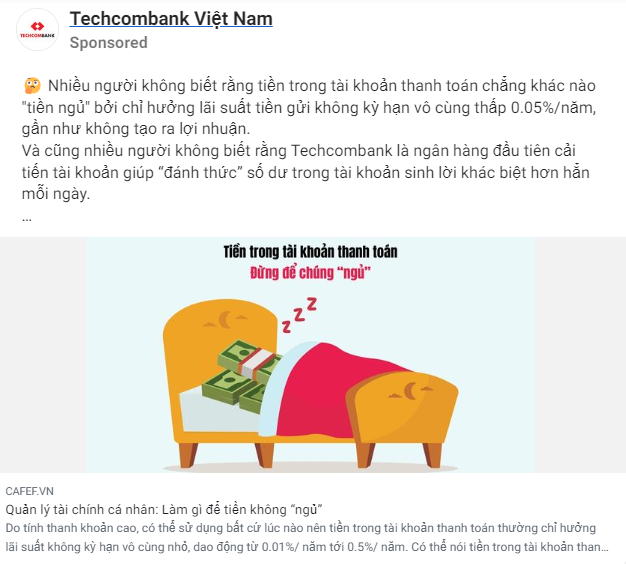 Techcombank Việt Nam
TECHCOMBANK
Sponsored
Nhiều người không biết rằng tiền trong tài khoản thanh toán chẳng khác nào
"tiền ngủ" bởi chỉ hưởng lãi suất tiền gửi không kỳ hạn vô cùng thấp 0.05%/năm,
gần như không tạo ra lợi nhuận.
Và cũng nhiều người không biết rằng Techcombank là ngân hàng đầu tiên cải
tiến tài khoản giúp “đánh thức” số dư trong tài khoản sinh lời khác biệt hơn hẳn
mỗi ngày.
...
Tiền trong tài khoản thanh toán
Đừng để chúng “ngủ”
z z z
CAFEF.VN
Quản lý tài chính cá nhân: Làm gì để tiền không “ngủ”
Do tính thanh khoản cao, có thể sử dụng bất cứ lúc nào nên tiền trong tài khoản thanh toán thường chỉ hưởng
lãi suất không kỳ hạn vô cùng nhỏ, dao động từ 0.01%/ năm tới 0.5%/ năm. Có thể nói tiền trong tài khoản than...